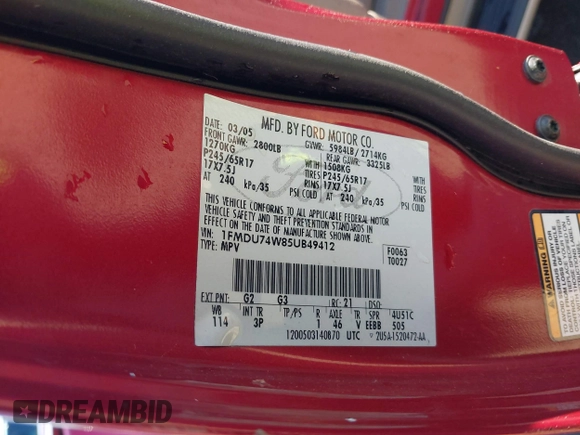 MFD. BY FORD MOTOR CO.
DATE: 03/05 GVWR: 5984LB / 2714KG
FRONT GAWR: 2800LB REAR GAWR: 3325LB
1270KG WITH 1508KG WITH
P245/65R17 TIRES P245/65R17 TIRES
17X7.5J RIMS 17X7.5J RIMS
AT 240 kPa/35 PSI COLD AT 240 kPa/35 PSI COLD
THIS VEHICLE CONFORMS TO ALL APPLICABLE FEDERAL MOTOR
VEHICLE SAFETY AND THEFT PREVENTION STANDARDS IN
EFFECT ON THE DATE OF MANUFACTURE SHOWN ABOVE.
VIN: 1FMDU74W85UB49412 F0063
TYPE: MPV T0027
Ford
EXT PNT: G2 G3 RC: 21 DSO:
WB INT TR TP/PS R AXLE TR SPR 4U51C
114 3P 1 46 V EEBB 505
1200503140870 UTC 2U5A-1520472-AA
WARNING
DREAMBID